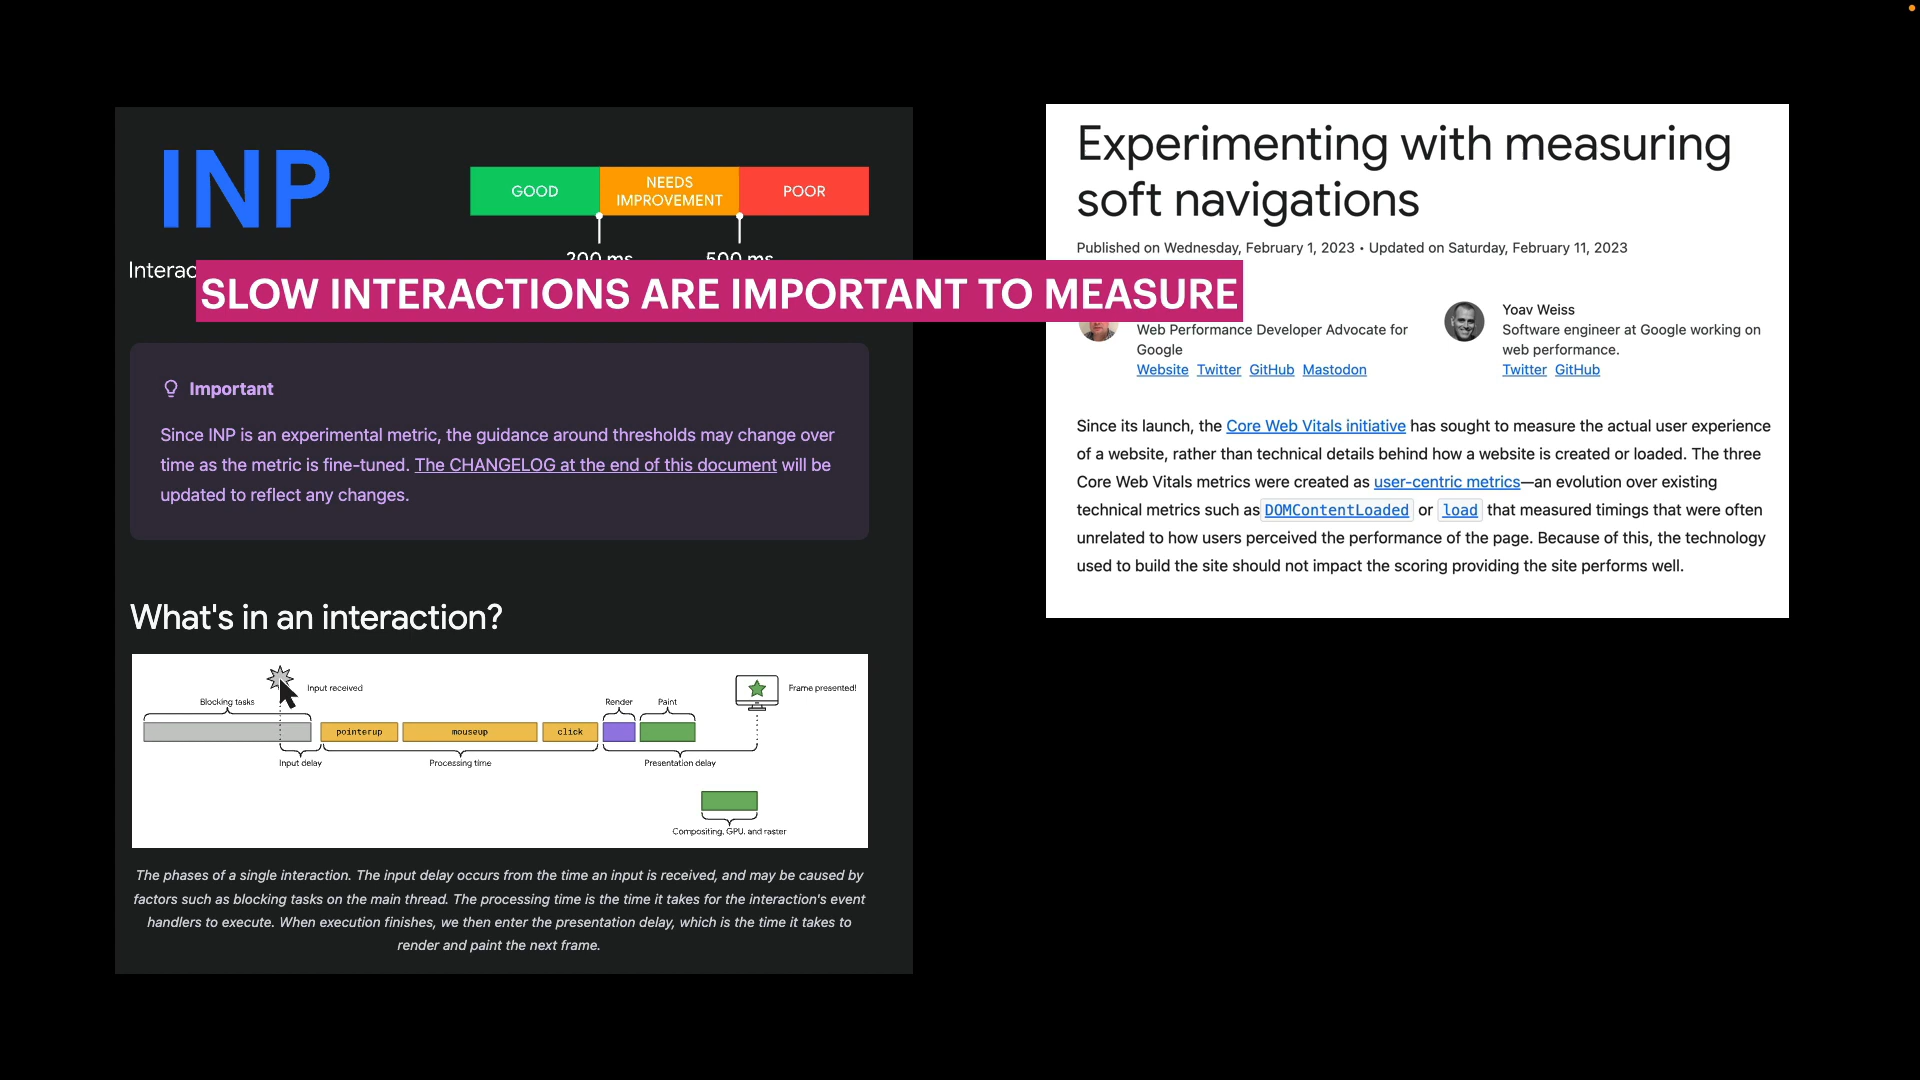 INP
GOOD
NEEDS
IMPROVEMENT
POOR
200 ms
500 ms
SLOW INTERACTIONS ARE IMPORTANT TO MEASURE
Important
Since INP is an experimental metric, the guidance around thresholds may change over
time as the metric is fine-tuned. The CHANGELOG at the end of this document will be
updated to reflect any changes.
What's in an interaction?
Input received
Frame presented!
Blocking tasks
Render
Paint
pointerup
mouseup
click
Input delay
Processing time
Presentation delay
Compositing, GPU, and raster
The phases of a single interaction. The input delay occurs from the time an input is received, and may be caused by
factors such as blocking tasks on the main thread. The processing time is the time it takes for the interaction's event
handlers to execute. When execution finishes, we then enter the presentation delay, which is the time it takes to
render and paint the next frame.
Experimenting with measuring
soft navigations
Published on Wednesday, February 1, 2023 • Updated on Saturday, February 11, 2023
Web Performance Developer Advocate for
Google
Website Twitter GitHub Mastodon
Yoav Weiss
Software engineer at Google working on
web performance.
Twitter GitHub
Since its launch, the Core Web Vitals initiative has sought to measure the actual user experience
of a website, rather than technical details behind how a website is created or loaded. The three
Core Web Vitals metrics were created as user-centric metrics—an evolution over existing
technical metrics such as DOMContentLoaded or load that measured timings that were often
unrelated to how users perceived the performance of the page. Because of this, the technology
used to build the site should not impact the scoring providing the site performs well.